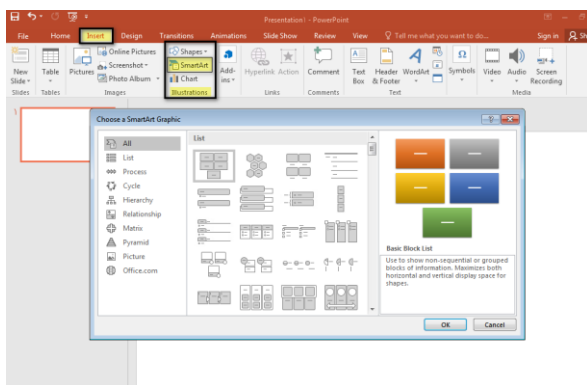 Presentation1 - PowerPoint
File Home Insert Design Transitions Animations Slide Show Review View Tell me what you want to do... Sign in Sh
New Slide
Table
Pictures
Online Pictures
Screenshot
Photo Album
Shapes
SmartArt
Chart
Add-ins
Hyperlink Action
Comment
Text Box
Header & Footer
WordArt
Symbols
Video Audio Screen Recording
Slides Tables Images Illustrations Links Comments Text Media
1
Choose a SmartArt Graphic
All
List
Process
Cycle
Hierarchy
Relationship
Matrix
Pyramid
Picture
Office.com
List
Basic Block List
Use to show non-sequential or grouped
blocks of information. Maximizes both
horizontal and vertical display space for
shapes.
OK Cancel